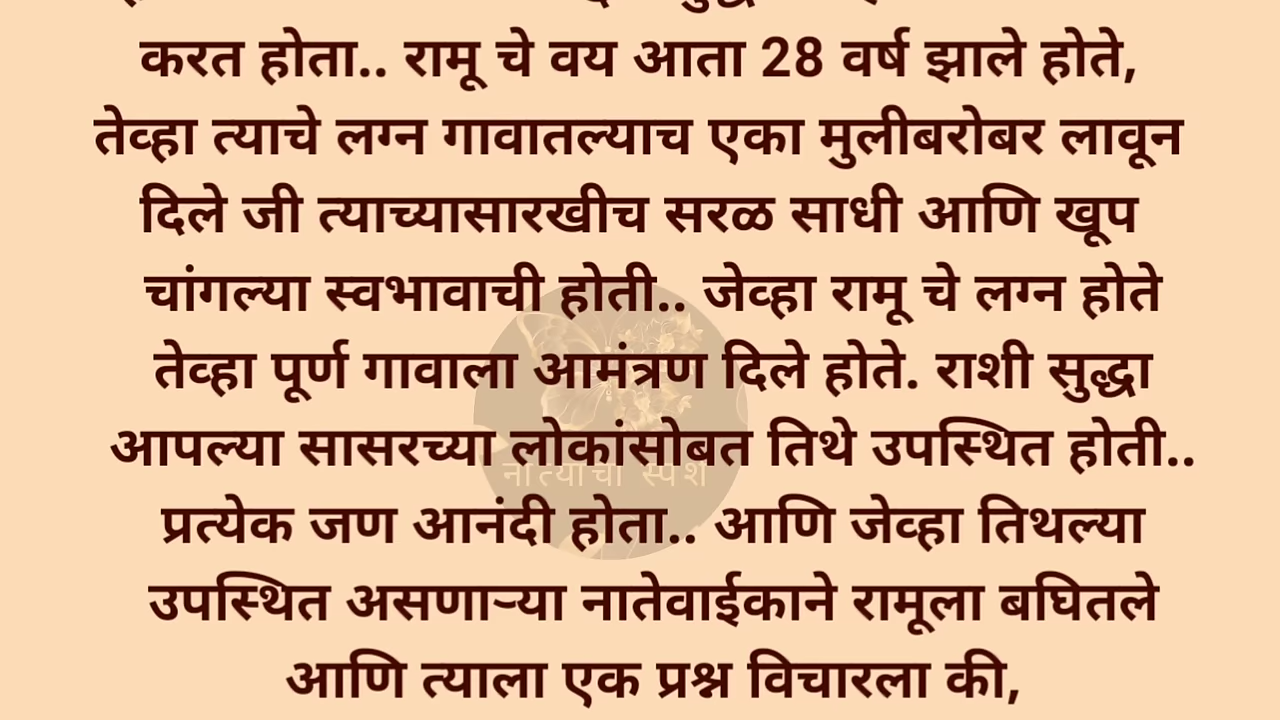 करत होता.. रामू चे वय आता 28 वर्ष झाले होते,
तेव्हा त्याचे लग्न गावातल्याच एका मुलीबरोबर लावून
दिले जी त्याच्यासारखीच सरळ साधी आणि खूप
चांगल्या स्वभावाची होती.. जेव्हा रामू चे लग्न होते
तेव्हा पूर्ण गावाला आमंत्रण दिले होते. राशी सुद्धा
आपल्या सासरच्या लोकांसोबत तिथे उपस्थित होती..
नात्याचा स्पर्श
प्रत्येक जण आनंदी होता.. आणि जेव्हा तिथल्या
उपस्थित असणाऱ्या नातेवाईकाने रामूला बघितले
आणि त्याला एक प्रश्न विचारला की,